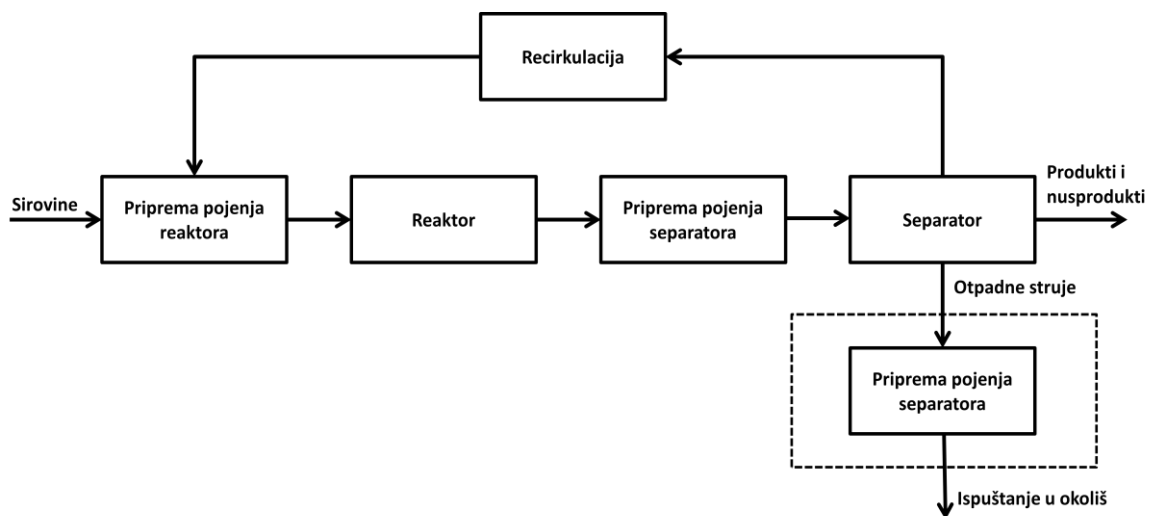 Recirkulacija
Sirovine
Priprema pojenja
reaktora
Reaktor
Priprema pojenja
separatora
Separator
Produkti i
nusprodukti
Otpadne struje
Priprema pojenja
separatora
Ispuštanje u okoliš